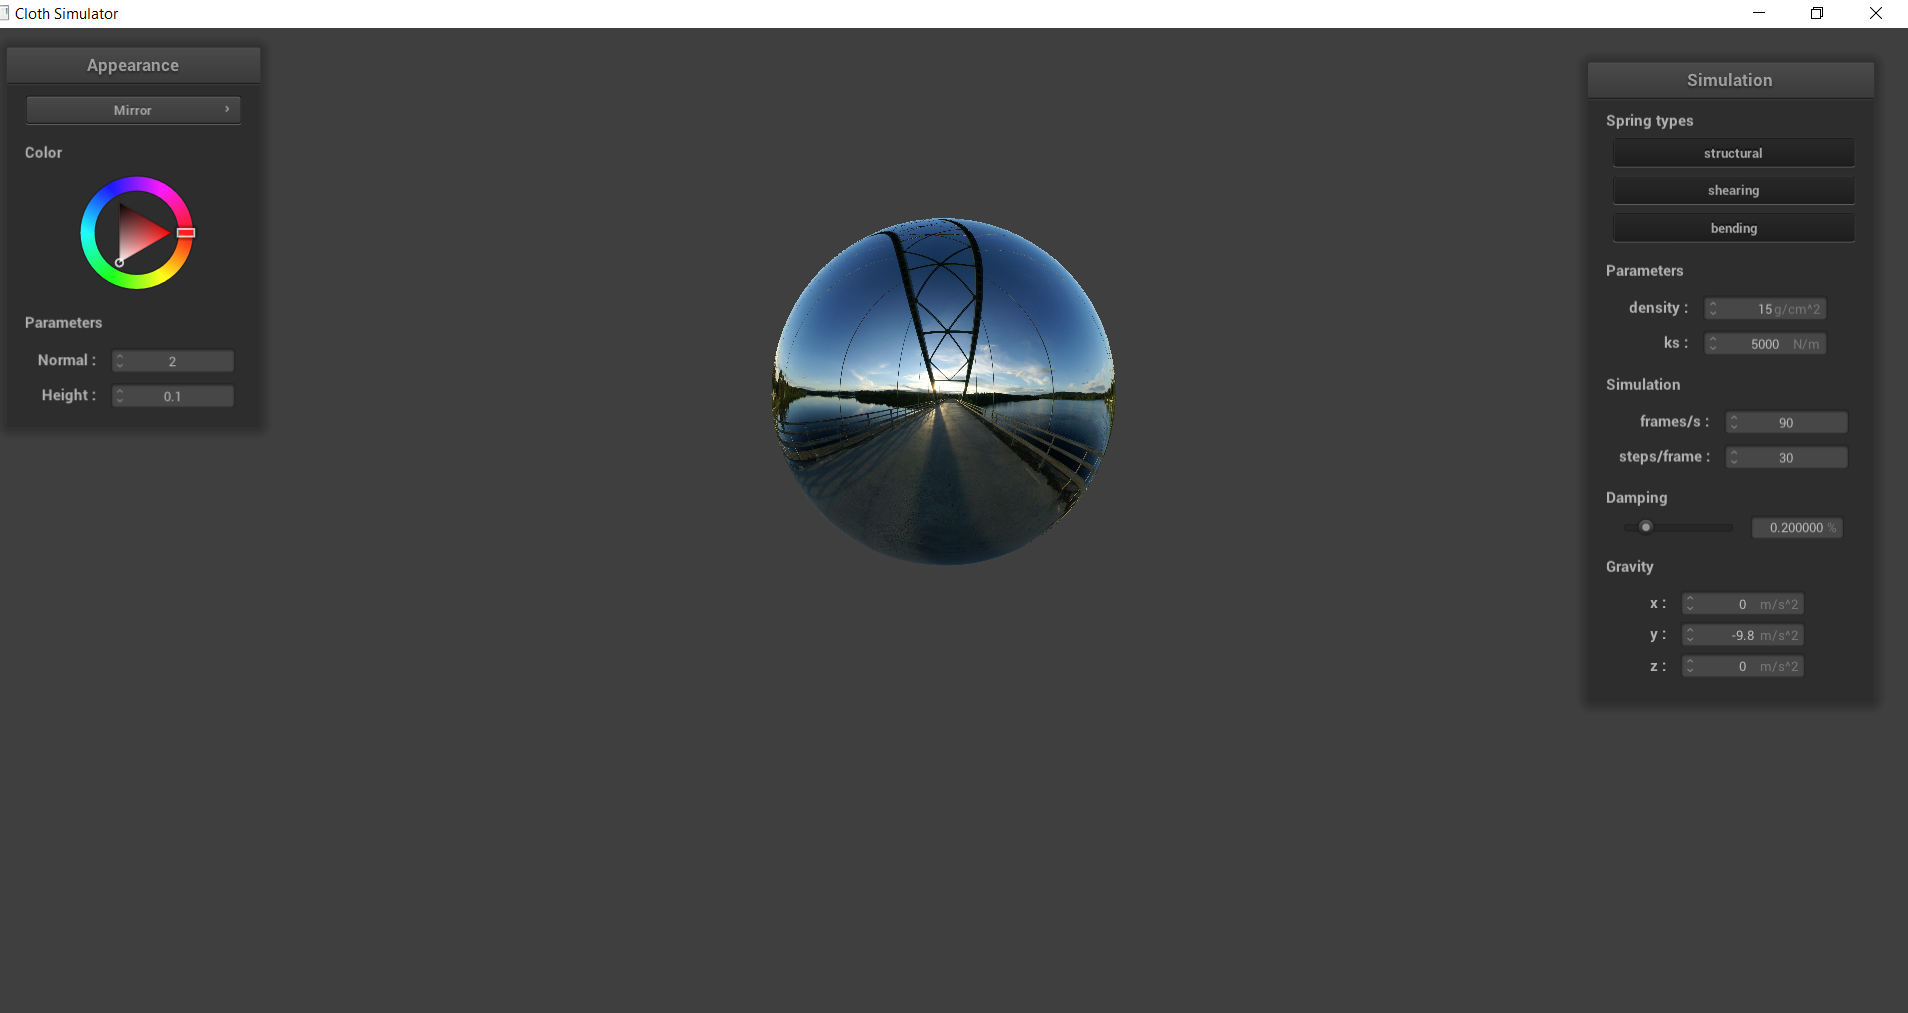 Cloth Simulator
Appearance
Mirror
Color
Parameters
Normal : 2
Height : 0.1
Simulation
Spring types
structural
shearing
bending
Parameters
density : 15 g/cm^2
ks : 5000 N/m
Simulation
frames/s : 90
steps/frame : 30
Damping
0.200000 %
Gravity
x : 0 m/s^2
y : -9.8 m/s^2
z : 0 m/s^2